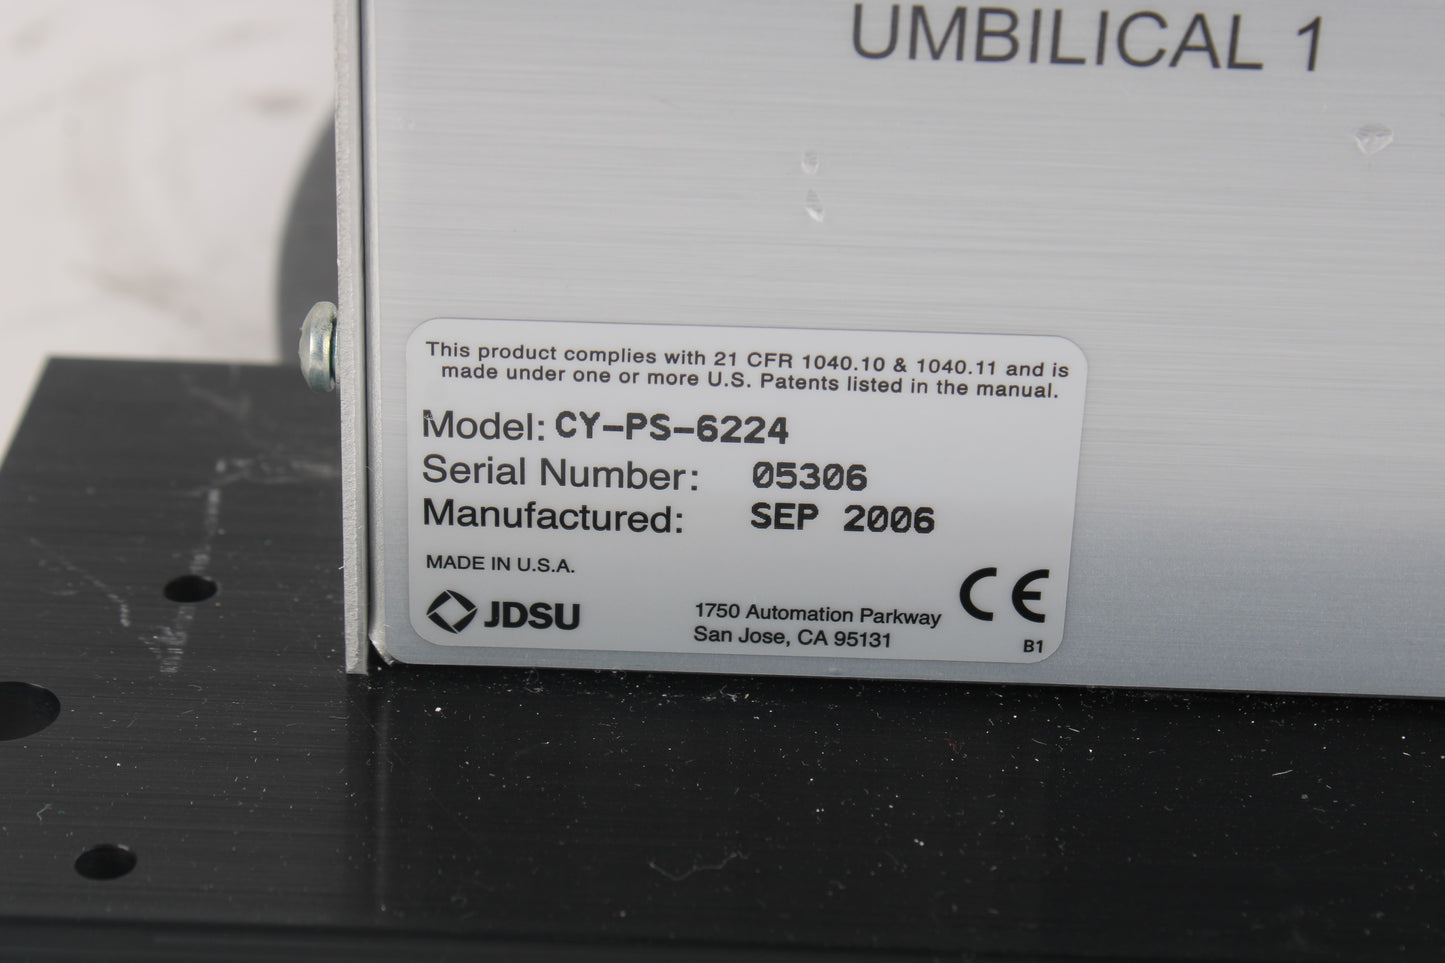 UMBILICAL 1
This product complies with 21 CFR 1040.10 & 1040.11 and is
made under one or more U.S. Patents listed in the manual.
Model: CY-PS-6224
Serial Number: 05306
Manufactured: SEP 2006
MADE IN U.S.A.
JDSU
1750 Automation Parkway
San Jose, CA 95131
CE
B1